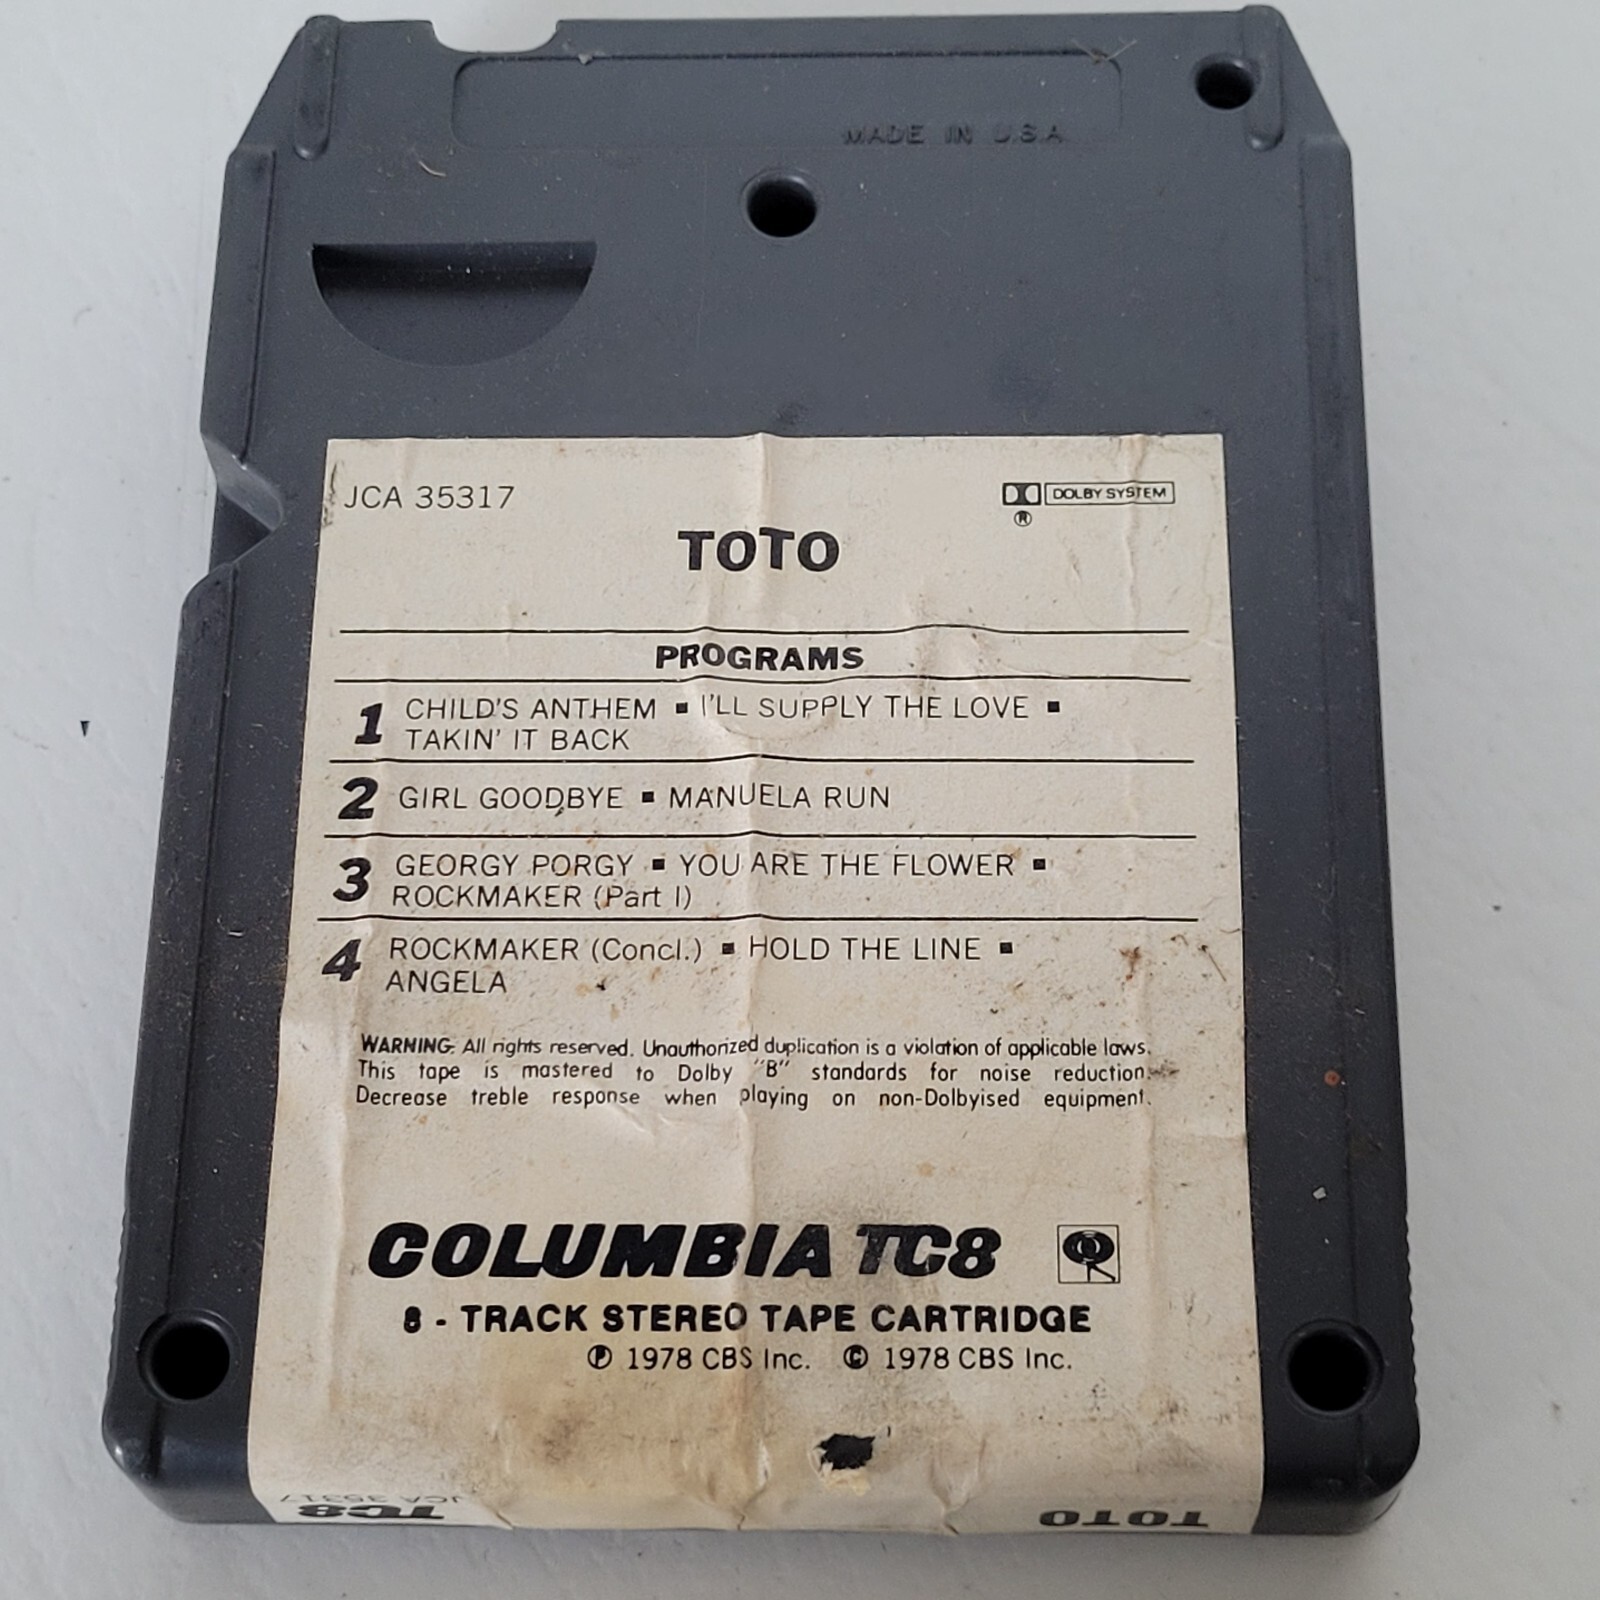 MADE IN U.S.A.
JCA 35317
DOLBY SYSTEM
®
TOTO
PROGRAMS
1 CHILD'S ANTHEM ▪ I'LL SUPPLY THE LOVE ▪
TAKIN' IT BACK
2 GIRL GOODBYE ▪ MANUELA RUN
3 GEORGY PORGY ▪ YOU ARE THE FLOWER ▪
ROCKMAKER (Part I)
4 ROCKMAKER (Concl.) ▪ HOLD THE LINE ▪
ANGELA
WARNING: All rights reserved. Unauthorized duplication is a violation of applicable laws.
This tape is mastered to Dolby "B" standards for noise reduction.
Decrease treble response when playing on non-Dolbyised equipment.
COLUMBIA TC8
8 - TRACK STEREO TAPE CARTRIDGE
℗ 1978 CBS Inc. © 1978 CBS Inc.
JCA 35317
TC8
TOTO